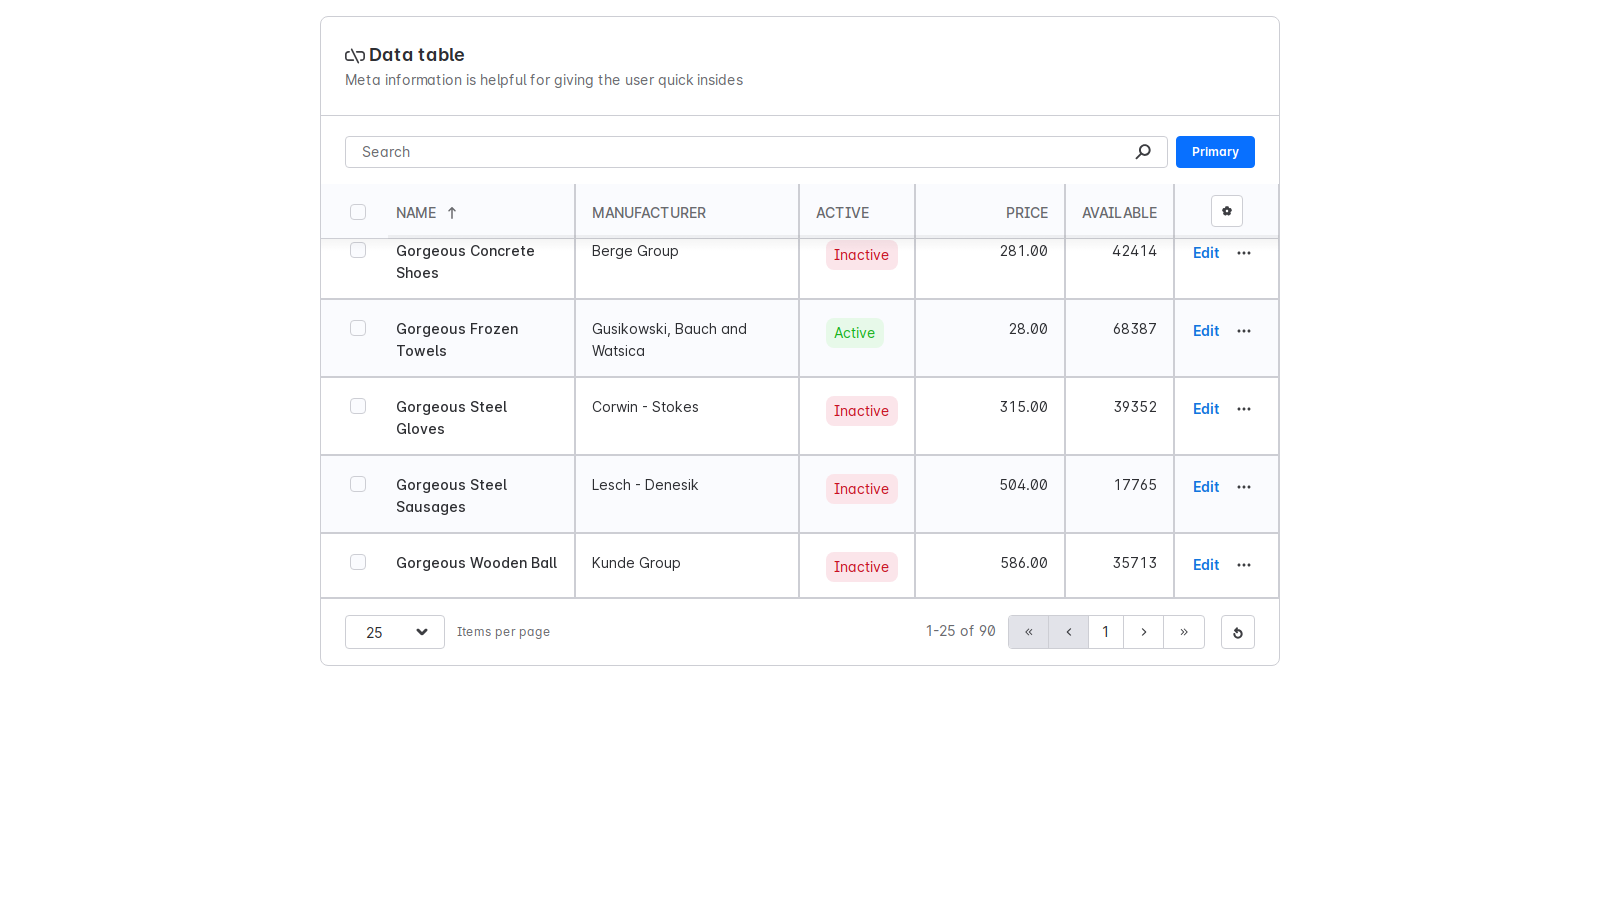 Data table
Meta information is helpful for giving the user quick insides
Search
Primary
NAME MANUFACTURER ACTIVE PRICE AVAILABLE
Gorgeous Concrete Berge Group Inactive 281.00 42414 Edit
Shoes
Gorgeous Frozen Gusikowski, Bauch and Active 28.00 68387 Edit
Towels Watsica
Gorgeous Steel Corwin - Stokes Inactive 315.00 39352 Edit
Gloves
Gorgeous Steel Lesch - Denesik Inactive 504.00 17765 Edit
Sausages
Gorgeous Wooden Ball Kunde Group Inactive 586.00 35713 Edit
25 Items per page 1-25 of 90 « ‹ 1 › »